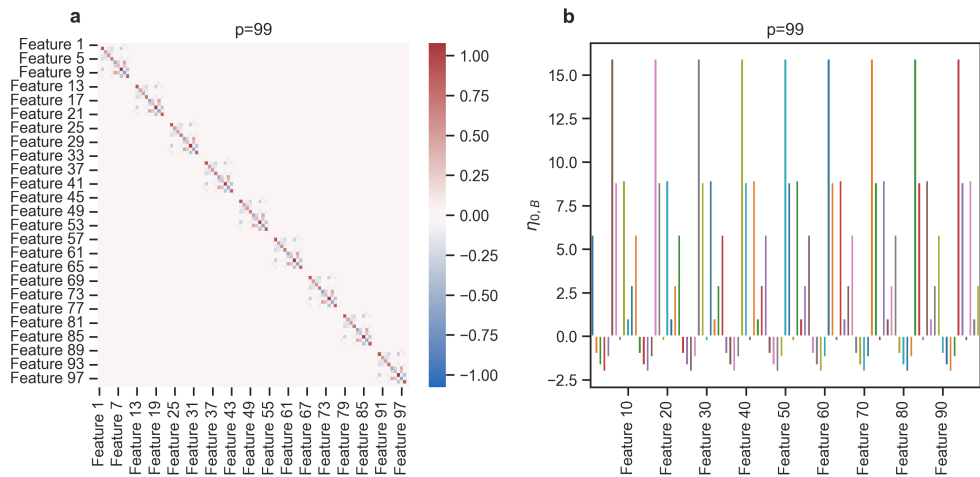 a
p=99
Feature 1
Feature 5
Feature 9
Feature 13
Feature 17
Feature 21
Feature 25
Feature 29
Feature 33
Feature 37
Feature 41
Feature 45
Feature 49
Feature 53
Feature 57
Feature 61
Feature 65
Feature 69
Feature 73
Feature 77
Feature 81
Feature 85
Feature 89
Feature 93
Feature 97
Feature 1
Feature 7
Feature 13
Feature 19
Feature 25
Feature 31
Feature 37
Feature 43
Feature 49
Feature 55
Feature 61
Feature 67
Feature 73
Feature 79
Feature 85
Feature 91
Feature 97
1.00
0.75
0.50
0.25
0.00
−0.25
−0.50
−0.75
−1.00
b
p=99
η0,B
15.0
12.5
10.0
7.5
5.0
2.5
0.0
−2.5
Feature 10
Feature 20
Feature 30
Feature 40
Feature 50
Feature 60
Feature 70
Feature 80
Feature 90